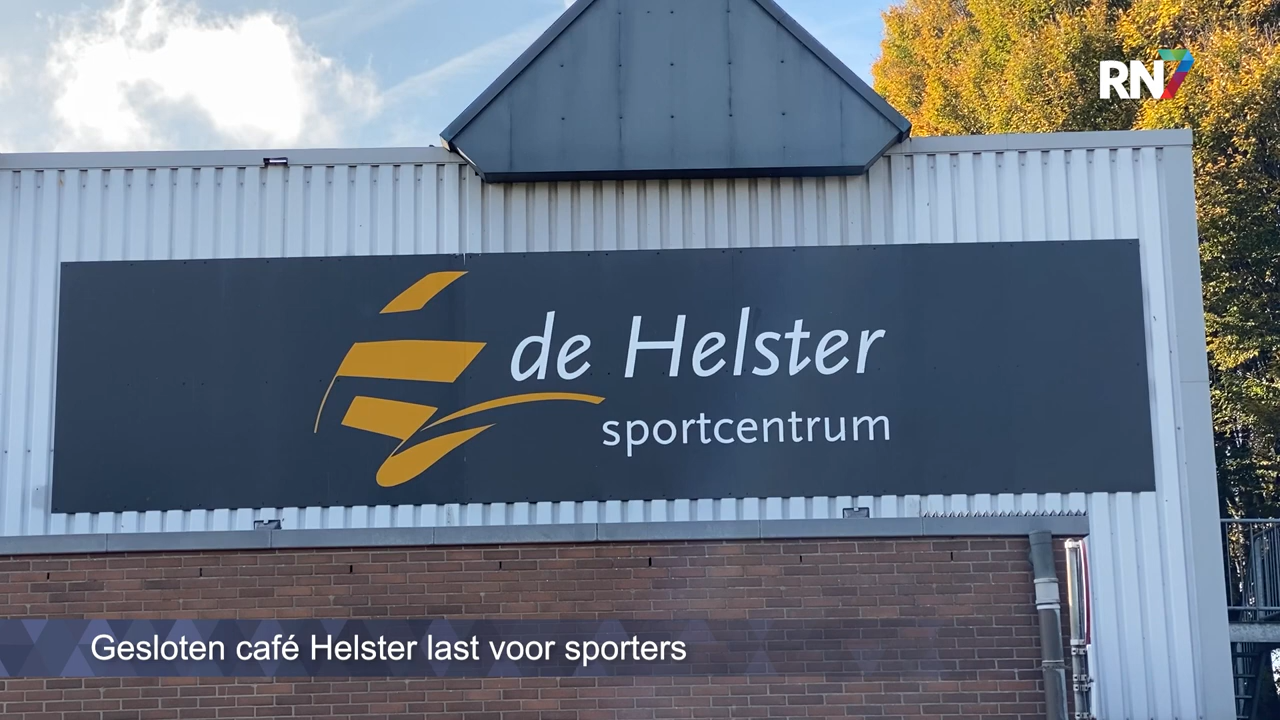 RN7
de Helster
sportcentrum
Gesloten café Helster last voor sporters